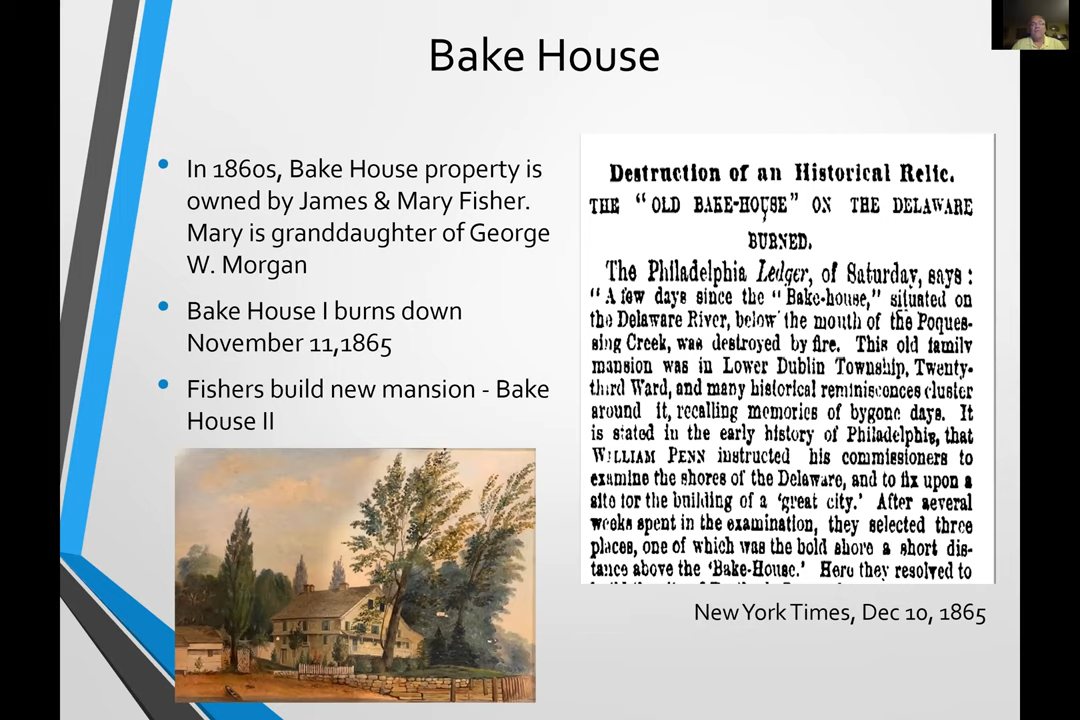 Bake House
In 1860s, Bake House property is
owned by James & Mary Fisher.
Mary is granddaughter of George
W. Morgan
Bake House I burns down
November 11,1865
Fishers build new mansion - Bake
House II
Destruction of an Historical Relic.
THE “OLD BAKE-HOUSE” ON THE DELAWARE
BURNED.
The Philadelphia Ledger, of Saturday, says:
“A few days since the “Bake-house,” situated on
the Delaware River, below the mouth of the Poques-
sing Creek, was destroyed by fire. This old family
mansion was in Lower Dublin Township, Twenty-
third Ward, and many historical reminiscences cluster
around it, recalling memories of bygone days. It
is stated in the early history of Philadelphia, that
WILLIAM PENN instructed his commissioners to
examine the shores of the Delaware, and to fix upon a
site for the building of a ‘great city.’ After several
weeks spent in the examination, they selected three
places, one of which was the bold shore a short dis-
tance above the ‘Bake-House.’ Here they resolved to
New York Times, Dec 10, 1865